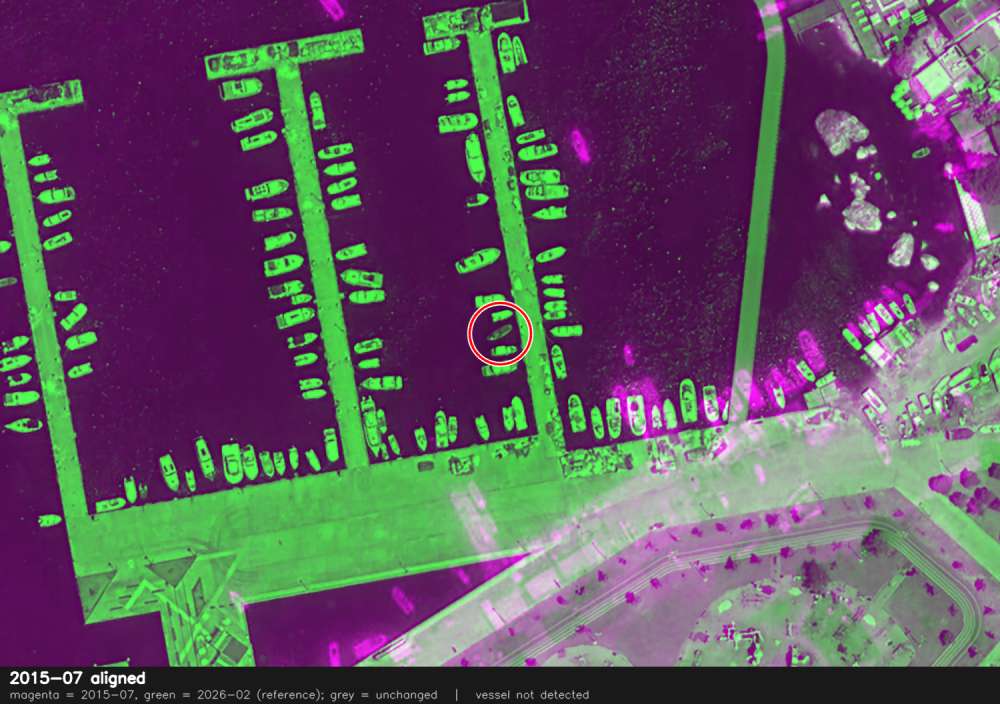 2015-07 aligned
magenta = 2015-07, green = 2026-02 (reference); grey = unchanged | vessel not detected